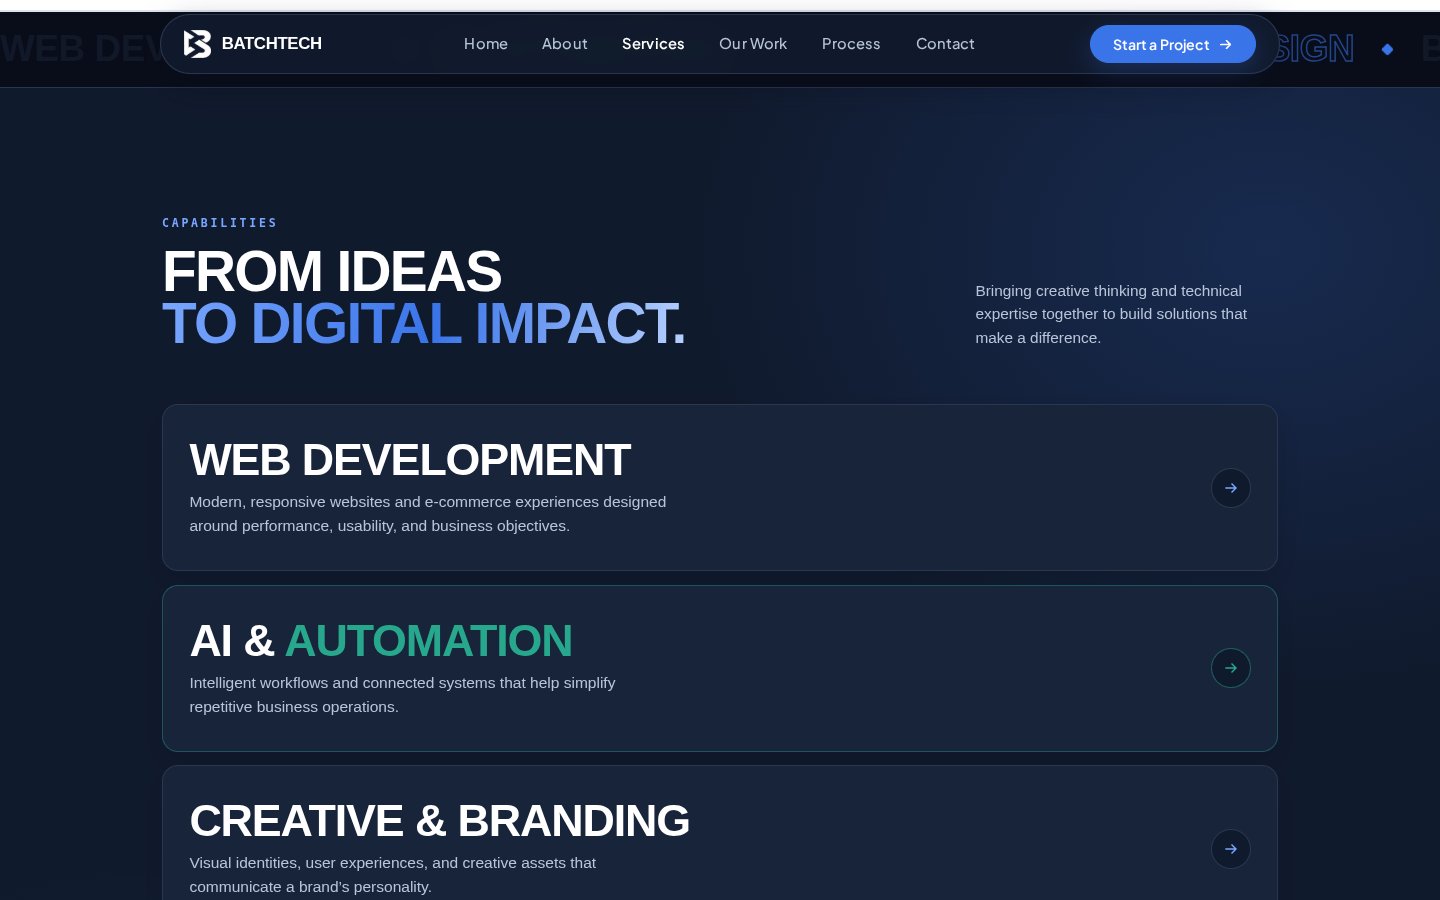 WEB DEV
BATCHTECH
Home
About
Services
Our Work
Process
Contact
Start a Project
SIGN
CAPABILITIES
FROM IDEAS
TO DIGITAL IMPACT.
Bringing creative thinking and technical
expertise together to build solutions that
make a difference.
WEB DEVELOPMENT
Modern, responsive websites and e-commerce experiences designed
around performance, usability, and business objectives.
AI & AUTOMATION
Intelligent workflows and connected systems that help simplify
repetitive business operations.
CREATIVE & BRANDING
Visual identities, user experiences, and creative assets that
communicate a brand’s personality.